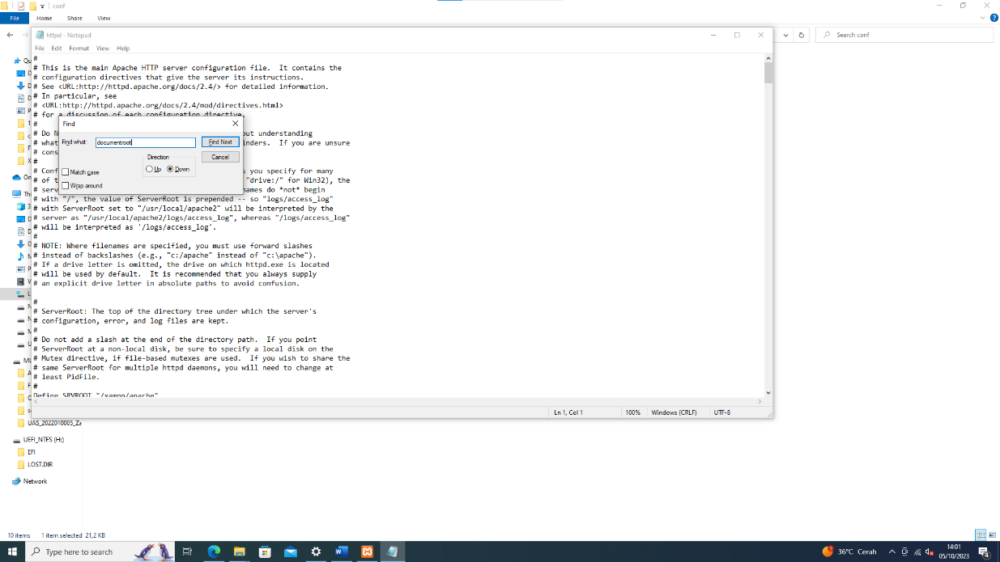 conf
File
Home
Share
View
httpd - Notepad
Search conf
File
Edit
Format
View
Help
#
# This is the main Apache HTTP server configuration file.  It contains the
# configuration directives that give the server its instructions.
# See <URL:http://httpd.apache.org/docs/2.4/> for detailed information.
# In particular, see
# <URL:http://httpd.apache.org/docs/2.4/mod/directives.html>
# for a discussion of each configuration directive.
#
# Do
out understanding
# what
inders.  If you are unsure
# cons
#
# Conf
s you specify for many
# of t
"drive:/" for Win32), the
# serv
names do *not* begin
# with "/", the value of ServerRoot is prepended -- so "logs/access_log"
# with ServerRoot set to "/usr/local/apache2" will be interpreted by the
# server as "/usr/local/apache2/logs/access_log", whereas "/logs/access_log"
# will be interpreted as '/logs/access_log'.
#
# NOTE: Where filenames are specified, you must use forward slashes
# instead of backslashes (e.g., "c:/apache" instead of "c:\apache").
# If a drive letter is omitted, the drive on which httpd.exe is located
# will be used by default.  It is recommended that you always supply
# an explicit drive letter in absolute paths to avoid confusion.
#
# ServerRoot: The top of the directory tree under which the server's
# configuration, error, and log files are kept.
#
# Do not add a slash at the end of the directory path.  If you point
# ServerRoot at a non-local disk, be sure to specify a local disk on the
# Mutex directive, if file-based mutexes are used.  If you wish to share the
# same ServerRoot for multiple httpd daemons, you will need to change at
# least PidFile.
#
Define SRVROOT "/xampp/apache"
Find
Find what:
documentroot
Find Next
Cancel
Direction
Up
Down
Match case
Wrap around
Ln 1, Col 1
100%
Windows (CRLF)
UTF-8
UAS_2022010005_Za
UEFI_NTFS (H:)
EFI
LOST.DIR
Network
10 items
1 item selected  21,2 KB
Type here to search
36°C  Cerah
14:01
05/10/2023
4